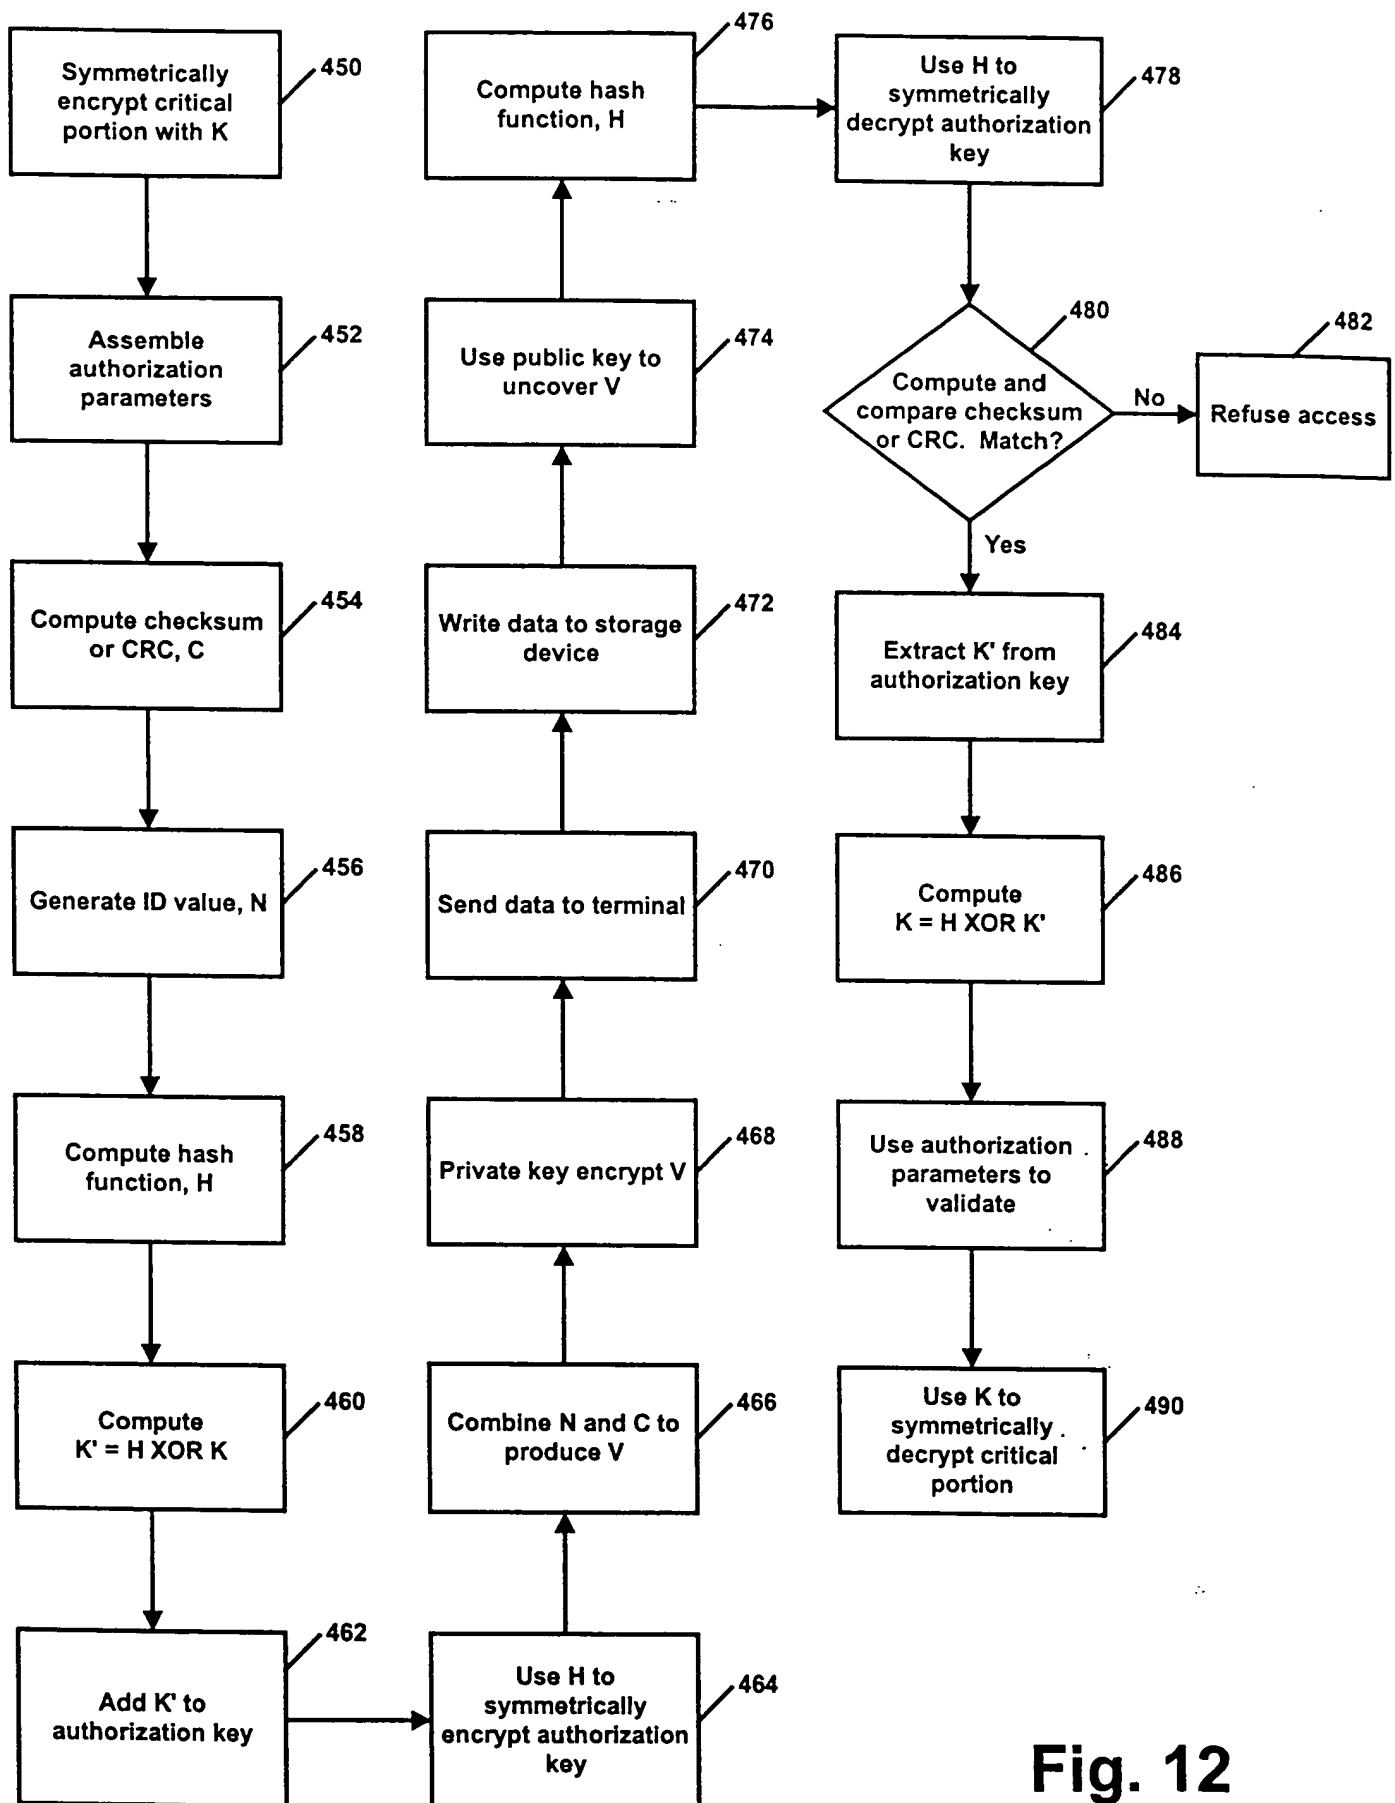 Symmetrically
encrypt critical
portion with K
450
Assemble
authorization
parameters
452
Compute checksum
or CRC, C
454
Generate ID value, N
456
Compute hash
function, H
458
Compute
K' = H XOR K
460
Add K' to
authorization key
462
Use H to
symmetrically
encrypt authorization
key
464
Combine N and C to
produce V
466
Private key encrypt V
468
Send data to terminal
470
Write data to storage
device
472
Use public key to
uncover V
474
Compute hash
function, H
476
Use H to
symmetrically
decrypt authorization
key
478
Compute and
compare checksum
or CRC. Match?
480
No
Refuse access
482
Yes
Extract K' from
authorization key
484
Compute
K = H XOR K'
486
Use authorization
parameters to
validate
488
Use K to
symmetrically
decrypt critical
portion
490
Fig. 12